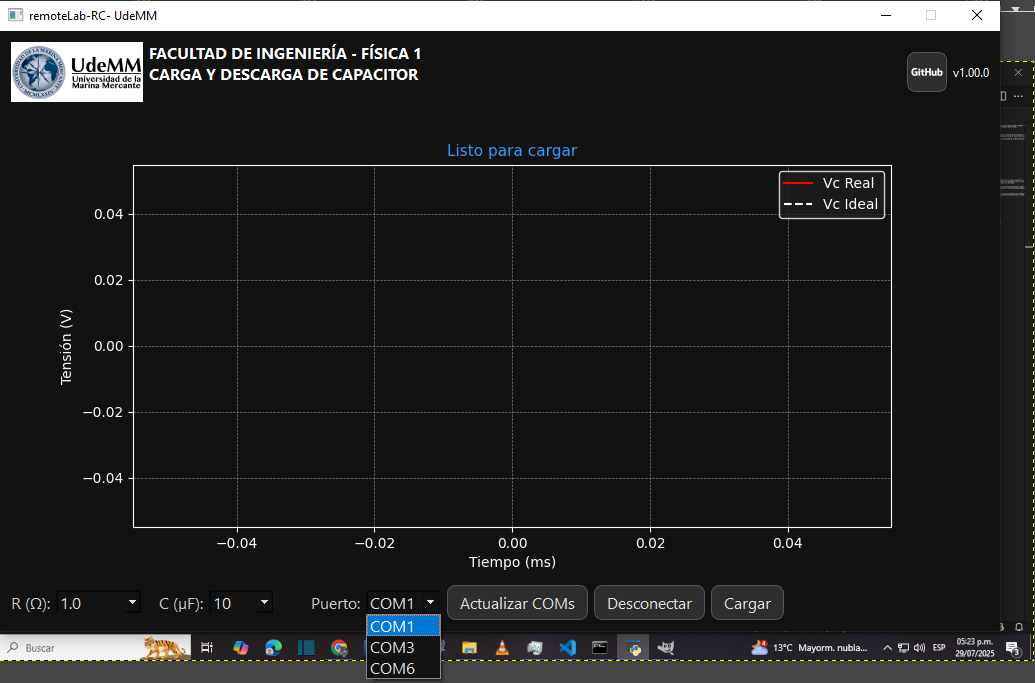 remoteLab-RC- UdeMM
UdeMM
Universidad de la
Marina Mercante
FACULTAD DE INGENIERÍA - FÍSICA 1
CARGA Y DESCARGA DE CAPACITOR
GitHub
v1.00.0
Listo para cargar
Vc Real
Vc Ideal
0.04
0.02
0.00
−0.02
−0.04
Tensión (V)
−0.04
−0.02
0.00
0.02
0.04
Tiempo (ms)
R (Ω): 1.0
C (µF): 10
Puerto: COM1
Actualizar COMs
Desconectar
Cargar
COM1
COM3
COM6
Buscar
13°C Mayorm. nubla...
ESP
05:23 p.m.
29/07/2025
3